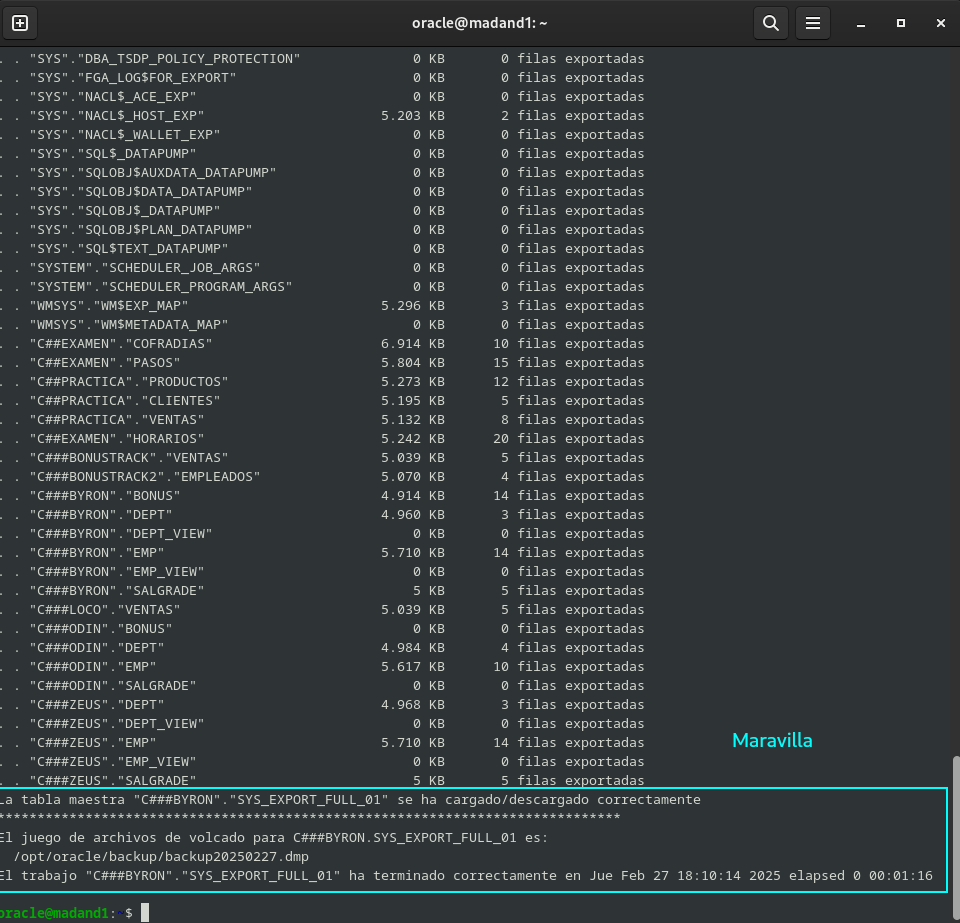 oracle@madand1: ~
. . "SYS"."DBA_TSDP_POLICY_PROTECTION" 0 KB 0 filas exportadas
. . "SYS"."FGA_LOG$FOR_EXPORT" 0 KB 0 filas exportadas
. . "SYS"."NACL$_ACE_EXP" 0 KB 0 filas exportadas
. . "SYS"."NACL$_HOST_EXP" 5.203 KB 2 filas exportadas
. . "SYS"."NACL$_WALLET_EXP" 0 KB 0 filas exportadas
. . "SYS"."SQL$_DATAPUMP" 0 KB 0 filas exportadas
. . "SYS"."SQLOBJ$AUXDATA_DATAPUMP" 0 KB 0 filas exportadas
. . "SYS"."SQLOBJ$DATA_DATAPUMP" 0 KB 0 filas exportadas
. . "SYS"."SQLOBJ$_DATAPUMP" 0 KB 0 filas exportadas
. . "SYS"."SQLOBJ$PLAN_DATAPUMP" 0 KB 0 filas exportadas
. . "SYS"."SQL$TEXT_DATAPUMP" 0 KB 0 filas exportadas
. . "SYSTEM"."SCHEDULER_JOB_ARGS" 0 KB 0 filas exportadas
. . "SYSTEM"."SCHEDULER_PROGRAM_ARGS" 0 KB 0 filas exportadas
. . "WMSYS"."WM$EXP_MAP" 5.296 KB 3 filas exportadas
. . "WMSYS"."WM$METADATA_MAP" 0 KB 0 filas exportadas
. . "C##EXAMEN"."COFRADIAS" 6.914 KB 10 filas exportadas
. . "C##EXAMEN"."PASOS" 5.804 KB 15 filas exportadas
. . "C##PRACTICA"."PRODUCTOS" 5.273 KB 12 filas exportadas
. . "C##PRACTICA"."CLIENTES" 5.195 KB 5 filas exportadas
. . "C##PRACTICA"."VENTAS" 5.132 KB 8 filas exportadas
. . "C##EXAMEN"."HORARIOS" 5.242 KB 20 filas exportadas
. . "C###BONUSTRACK"."VENTAS" 5.039 KB 5 filas exportadas
. . "C###BONUSTRACK2"."EMPLEADOS" 5.070 KB 4 filas exportadas
. . "C###BYRON"."BONUS" 4.914 KB 14 filas exportadas
. . "C###BYRON"."DEPT" 4.960 KB 3 filas exportadas
. . "C###BYRON"."DEPT_VIEW" 0 KB 0 filas exportadas
. . "C###BYRON"."EMP" 5.710 KB 14 filas exportadas
. . "C###BYRON"."EMP_VIEW" 0 KB 0 filas exportadas
. . "C###BYRON"."SALGRADE" 5 KB 5 filas exportadas
. . "C###LOCO"."VENTAS" 5.039 KB 5 filas exportadas
. . "C###ODIN"."BONUS" 0 KB 0 filas exportadas
. . "C###ODIN"."DEPT" 4.984 KB 4 filas exportadas
. . "C###ODIN"."EMP" 5.617 KB 10 filas exportadas
. . "C###ODIN"."SALGRADE" 0 KB 0 filas exportadas
. . "C###ZEUS"."DEPT" 4.968 KB 3 filas exportadas
. . "C###ZEUS"."DEPT_VIEW" 0 KB 0 filas exportadas
. . "C###ZEUS"."EMP" 5.710 KB 14 filas exportadas
Maravilla
. . "C###ZEUS"."EMP_VIEW" 0 KB 0 filas exportadas
. . "C###ZEUS"."SALGRADE" 5 KB 5 filas exportadas
La tabla maestra "C###BYRON"."SYS_EXPORT_FULL_01" se ha cargado/descargado correctamente
******************************************************************************
El juego de archivos de volcado para C###BYRON.SYS_EXPORT_FULL_01 es:
/opt/oracle/backup/backup20250227.dmp
El trabajo "C###BYRON"."SYS_EXPORT_FULL_01" ha terminado correctamente en Jue Feb 27 18:10:14 2025 elapsed 0 00:01:16
oracle@madand1:~$